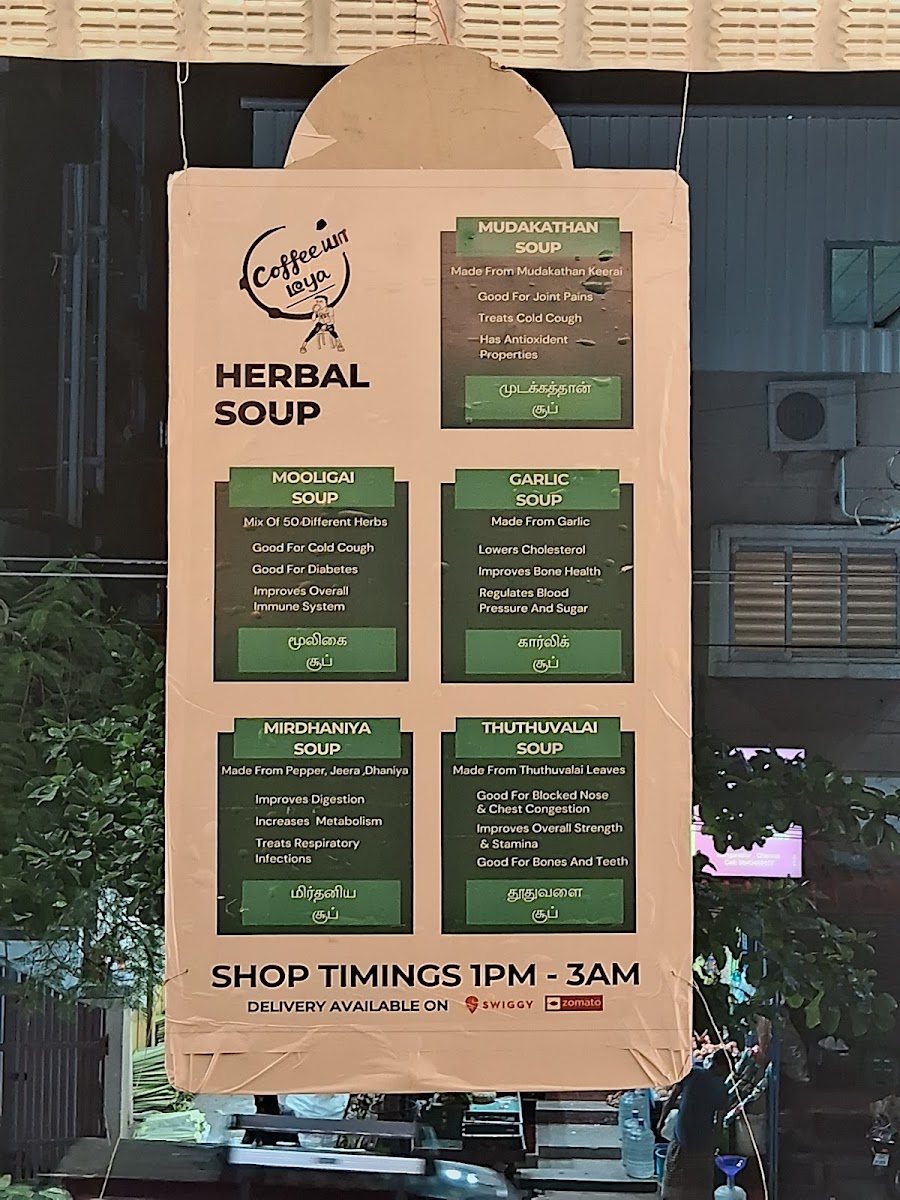 Coffeeயா
டீயா
HERBAL
SOUP
MUDAKATHAN
SOUP
Made From Mudakathan Keerai
Good For Joint Pains
Treats Cold Cough
Has Antioxident
Properties
முடக்கத்தான்
சூப்
MOOLIGAI
SOUP
Mix Of 50 Different Herbs
Good For Cold Cough
Good For Diabetes
Improves Overall
Immune System
மூலிகை
சூப்
GARLIC
SOUP
Made From Garlic
Lowers Cholesterol
Improves Bone Health
Regulates Blood
Pressure And Sugar
கார்லிக்
சூப்
MIRDHANIYA
SOUP
Made From Pepper, Jeera ,Dhaniya
Improves Digestion
Increases Metabolism
Treats Respiratory
Infections
மிர்தனிய
சூப்
THUTHUVALAI
SOUP
Made From Thuthuvalai Leaves
Good For Blocked Nose
& Chest Congestion
Improves Overall Strength
& Stamina
Good For Bones And Teeth
தூதுவளை
சூப்
SHOP TIMINGS 1PM - 3AM
DELIVERY AVAILABLE ON SWIGGY zomato